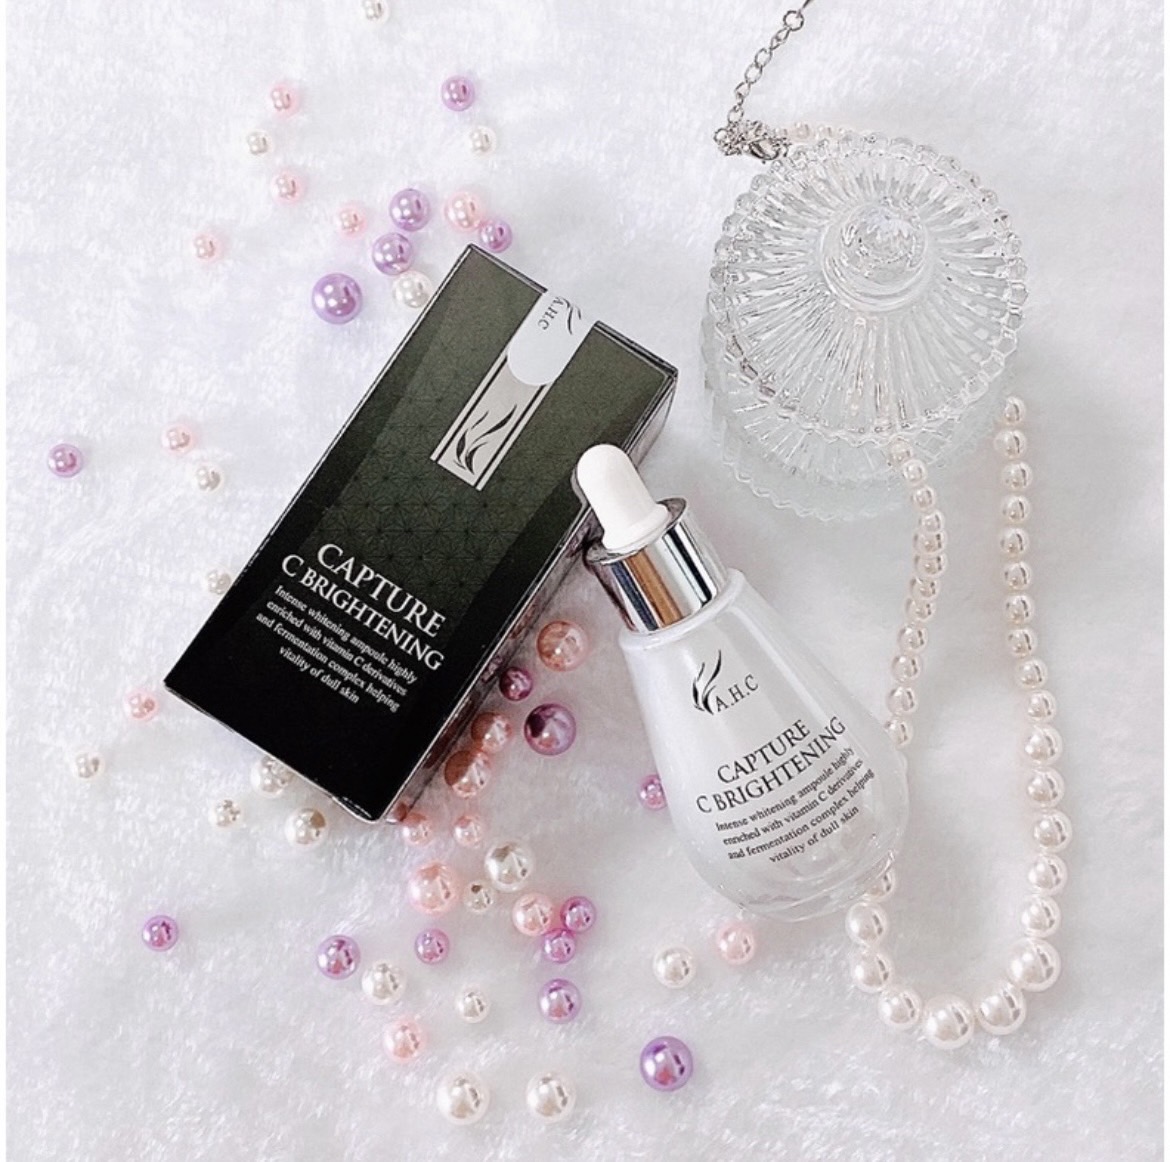 A.H.C
CAPTURE
C BRIGHTENING
Intense whitening ampoule highly
enriched with vitamin C derivatives
and fermentation complex helping
vitality of dull skin
A.H.C
CAPTURE
C BRIGHTENING
Intense whitening ampoule highly
enriched with vitamin C derivatives
and fermentation complex helping
vitality of dull skin